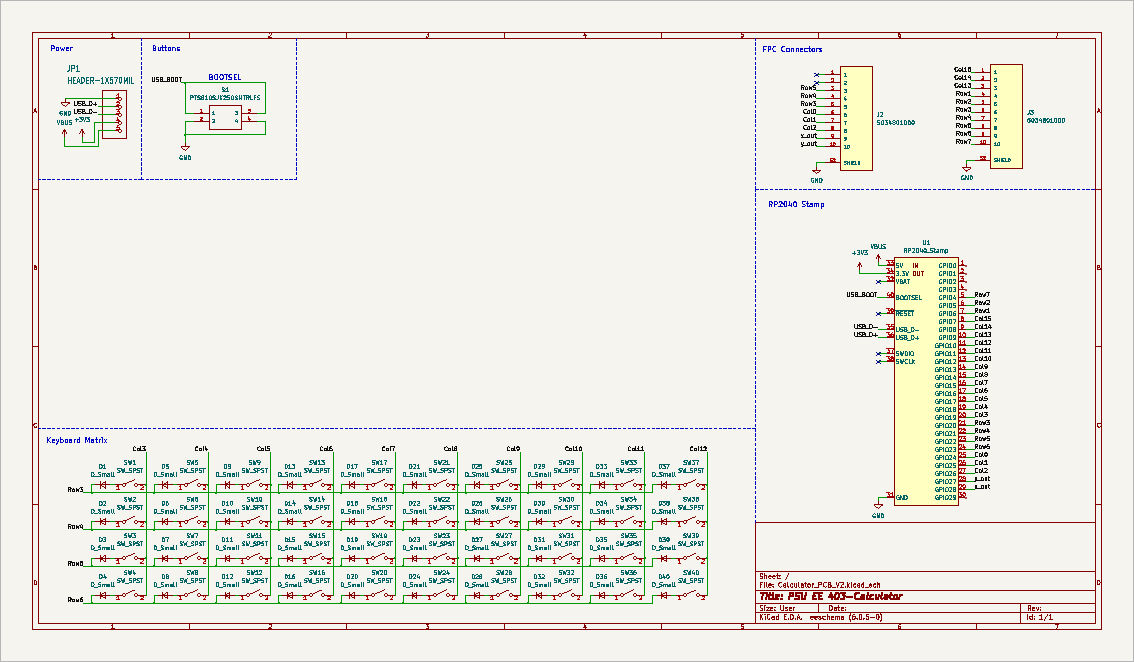 1 2 3 4 5 6 7
Power
Buttons
FPC Connectors
JP1
HEADER-1X570MIL
USB_D+
USB_D-
GND
+3V3
VBUS
USB_BOOT
BOOTSEL
S1
GND
Col0
Col1
Col2
J2
5034801000
SHIELD
GND
Col14
Col13
Row1
Row2
Row7
J3
SHIELD
GND
RP2040 Stamp
U1
RP2040_Stamp
VBUS
+3V3
5V IN
3.3V OUT
VBAT
BOOTSEL
RESET
USB_D-
USB_D+
SWDIO
SWCLK
GND
USB_BOOT
USB_D-
USB_D+
GND
GPIO0
GPIO1
GPIO2
GPIO3
GPIO4
GPIO5
GPIO6
GPIO7
GPIO8
GPIO9
GPIO10
GPIO11
GPIO12
GPIO13
GPIO14
GPIO15
GPIO16
GPIO17
GPIO18
GPIO19
GPIO20
GPIO21
GPIO22
GPIO23
GPIO24
GPIO25
GPIO26
GPIO27
GPIO28
GPIO29
Row7
Row2
Row1
Col15
Col14
Col13
Col12
Col11
Col10
Col9
Col8
Col7
Col6
Col5
Col4
Col3
Row3
Row4
Row5
Row6
Col0
Col1
Col2
Keyboard Matrix
Col3 Col4 Col5 Col6 Col7 Col8 Col9 Col10 Col11 Col12
D1 SW1 D5 SW5 D9 SW9 D13 SW13 D17 SW17 D21 SW21 D25 SW25 D29 SW29 D33 SW33 D37 SW37
D_Small SW_SPST D_Small SW_SPST D_Small SW_SPST D_Small SW_SPST D_Small SW_SPST D_Small SW_SPST D_Small SW_SPST D_Small SW_SPST D_Small SW_SPST D_Small SW_SPST
Row3
D2 SW2 D6 SW6 D10 SW10 D14 SW14 D18 SW18 D22 SW22 D26 SW26 D30 SW30 D34 SW34 D38 SW38
D_Small SW_SPST D_Small SW_SPST D_Small SW_SPST D_Small SW_SPST D_Small SW_SPST D_Small SW_SPST D_Small SW_SPST D_Small SW_SPST D_Small SW_SPST D_Small SW_SPST
Row4
D3 SW3 D7 SW7 D11 SW11 D15 SW15 D19 SW19 D23 SW23 D27 SW27 D31 SW31 D35 SW35 D39 SW39
D_Small SW_SPST D_Small SW_SPST D_Small SW_SPST D_Small SW_SPST D_Small SW_SPST D_Small SW_SPST D_Small SW_SPST D_Small SW_SPST D_Small SW_SPST D_Small SW_SPST
Row5
D4 SW4 D8 SW8 D12 SW12 D16 SW16 D20 SW20 D24 SW24 D28 SW28 D32 SW32 D36 SW36 D40 SW40
D_Small SW_SPST D_Small SW_SPST D_Small SW_SPST D_Small SW_SPST D_Small SW_SPST D_Small SW_SPST D_Small SW_SPST D_Small SW_SPST D_Small SW_SPST D_Small SW_SPST
Row6
Sheet: /
File: Calculator_PCB_V2.kicad_sch
Title: PSU EE 403-Calculator
Size: User Date: Rev:
KiCad E.D.A. eeschema (6.0.5-0) Id: 1/1
1 2 3 4 5 6 7